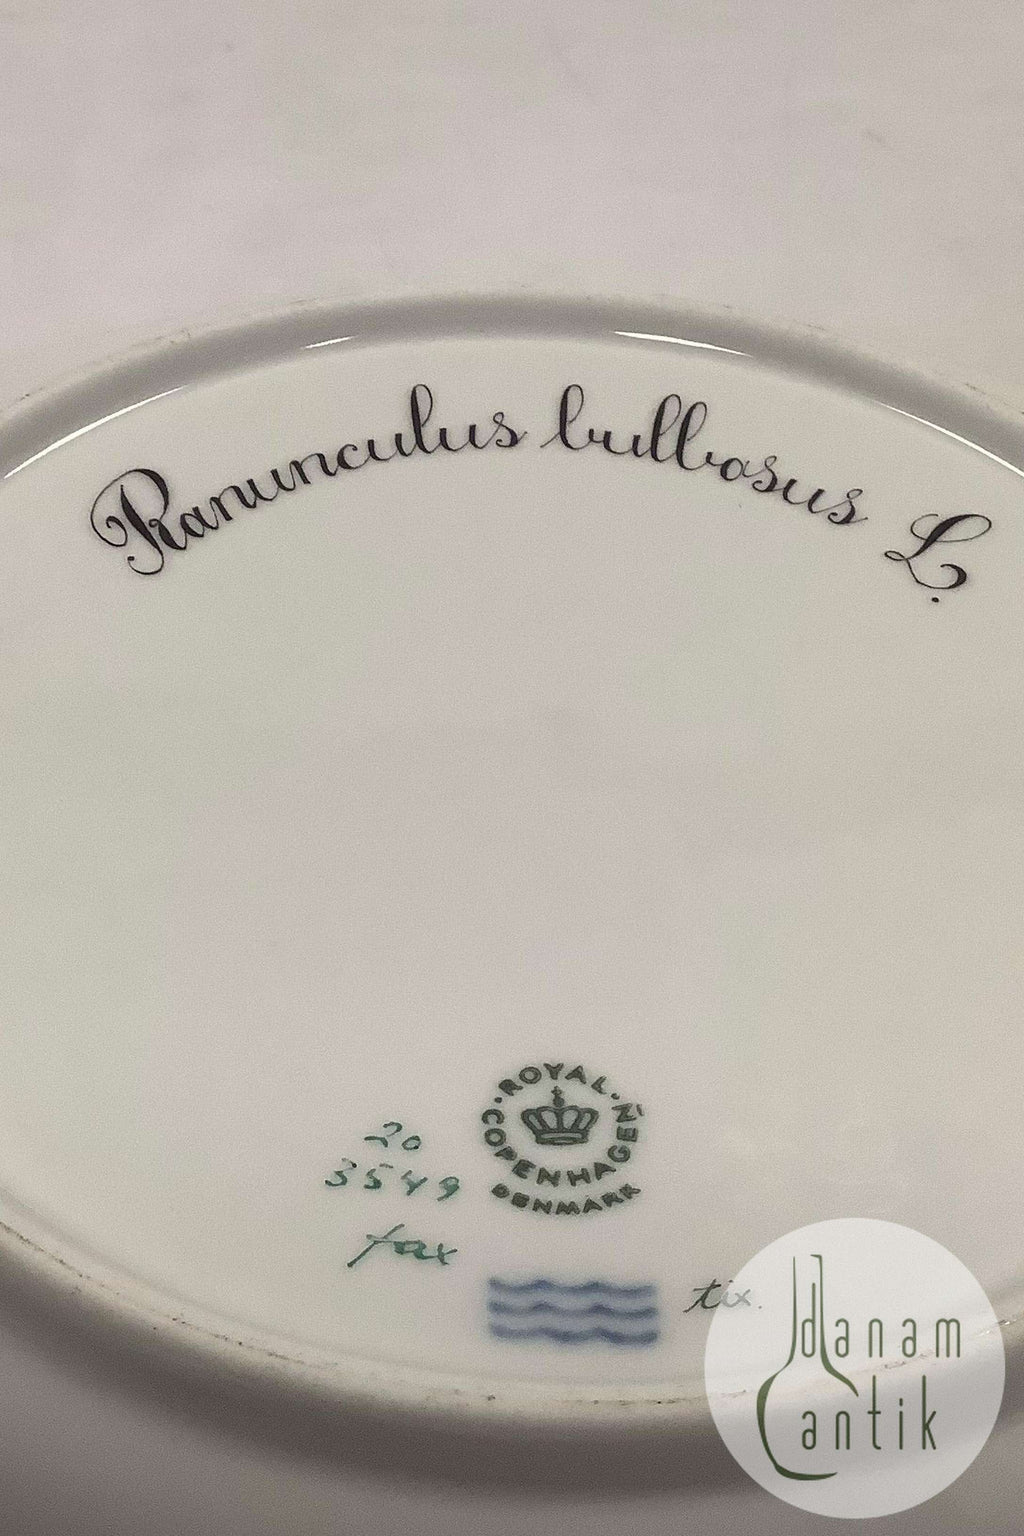 Ranunculus bulbosus L.
ROYAL.
COPENHAGEN
DENMARK
20
3549
fax
tix.
danam
antik